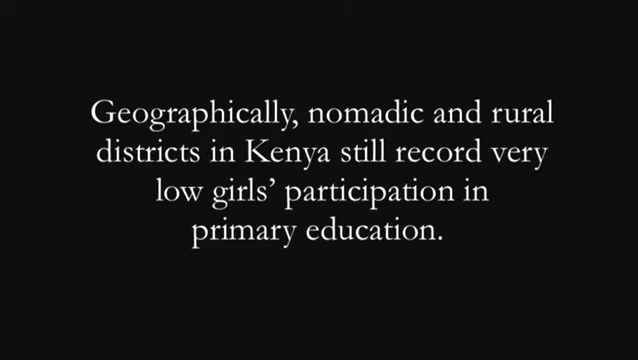 Geographically, nomadic and rural
districts in Kenya still record very
low girls’ participation in
primary education.